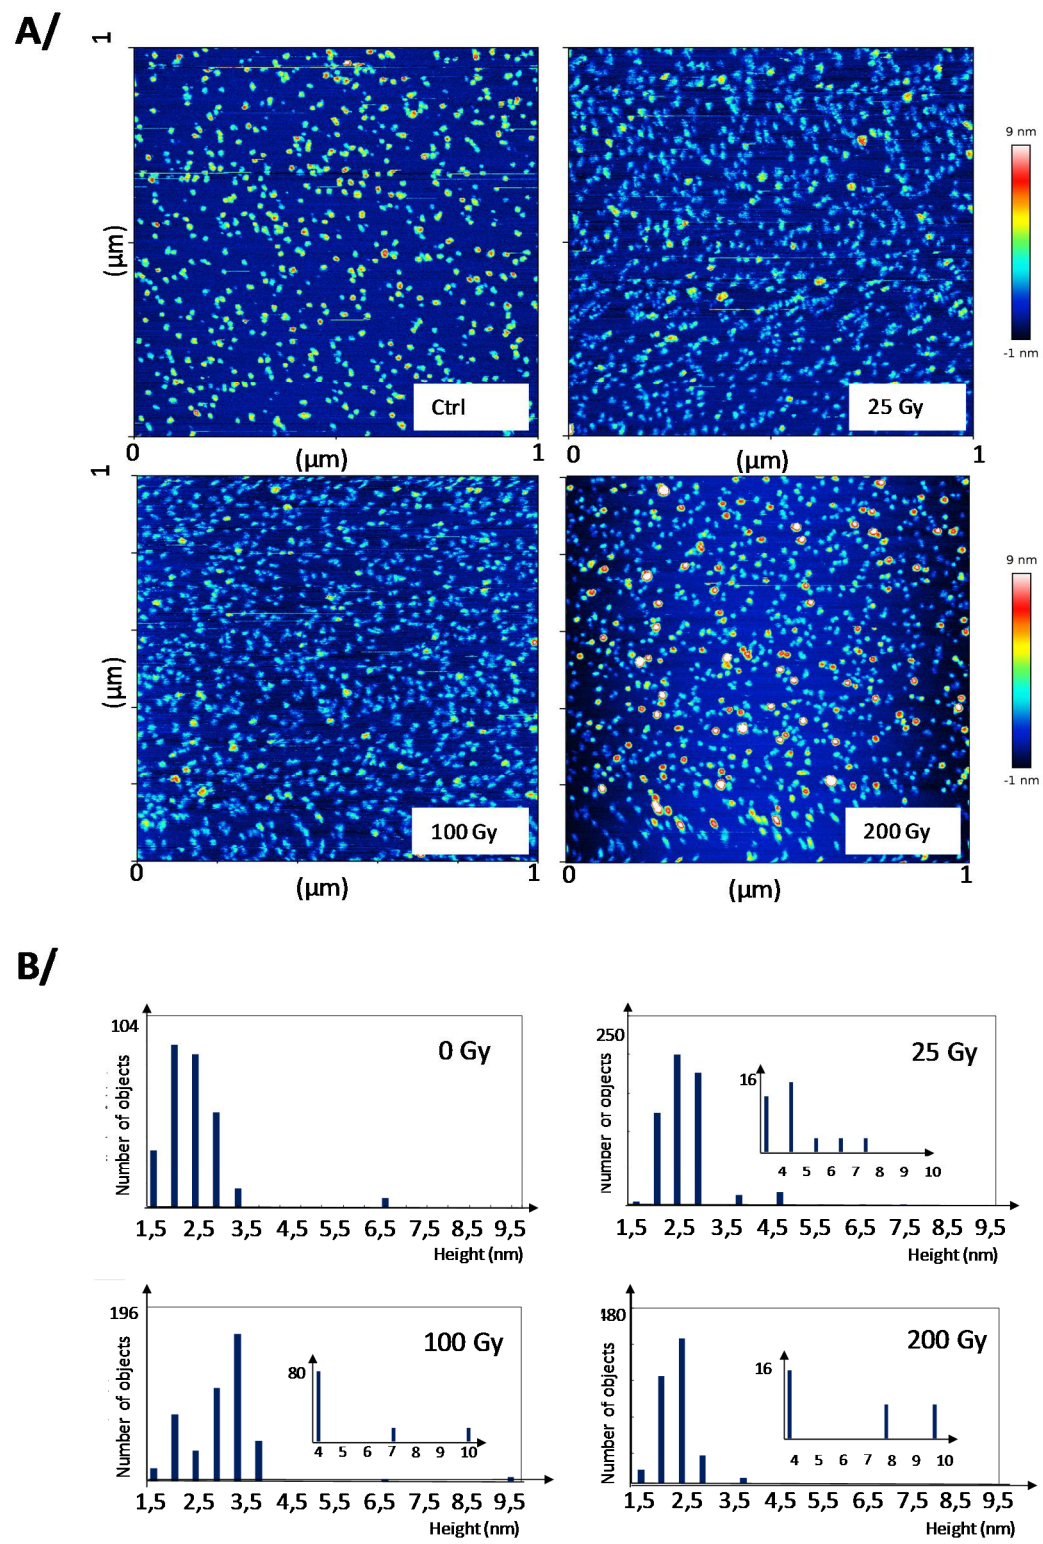 A/
1
(µm)
9 nm
-1 nm
Ctrl
25 Gy
0
(µm)
1
0
(µm)
1
1
(µm)
9 nm
-1 nm
100 Gy
200 Gy
0
(µm)
1
0
(µm)
1
B/
104
Number of objects
0 Gy
1,5 2,5 3,5 4,5 5,5 6,5 7,5 8,5 9,5
Height (nm)
250
Number of objects
25 Gy
16
4 5 6 7 8 9 10
1,5 2,5 3,5 4,5 5,5 6,5 7,5 8,5 9,5
Height (nm)
196
Number of objects
100 Gy
80
4 5 6 7 8 9 10
1,5 2,5 3,5 4,5 5,5 6,5 7,5 8,5 9,5
Height (nm)
180
Number of objects
200 Gy
16
4 5 6 7 8 9 10
1,5 2,5 3,5 4,5 5,5 6,5 7,5 8,5 9,5
Height (nm)